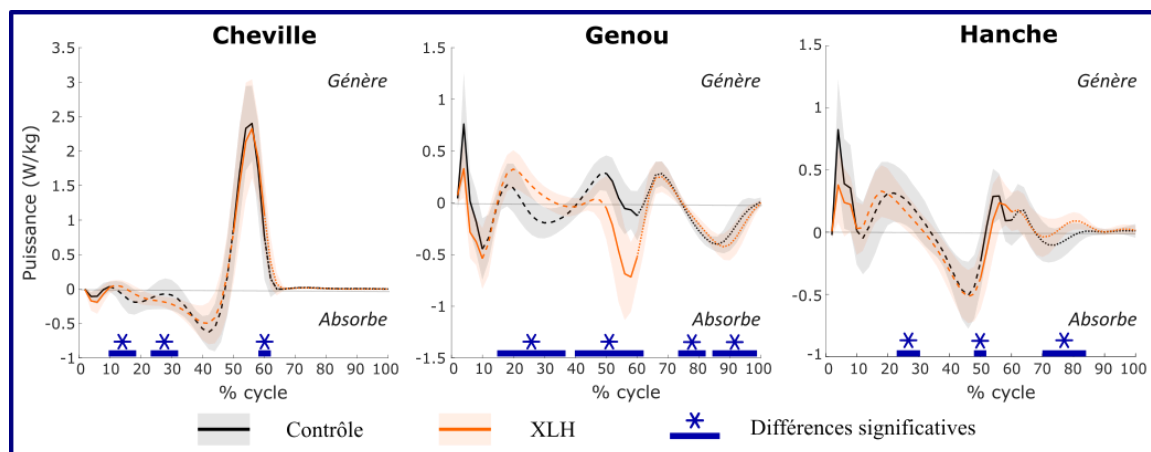 Cheville Genou Hanche
Puissance (W/kg)
3.5
3
2.5
2
1.5
1
0.5
0
-0.5
-1
Génère
Absorbe
0 10 20 30 40 50 60 70 80 90 100
% cycle
1.5
1
0.5
0
-0.5
-1
-1.5
Génère
Absorbe
0 10 20 30 40 50 60 70 80 90 100
% cycle
1.5
1
0.5
0
-0.5
-1
Génère
Absorbe
0 10 20 30 40 50 60 70 80 90 100
% cycle
Contrôle XLH Différences significatives